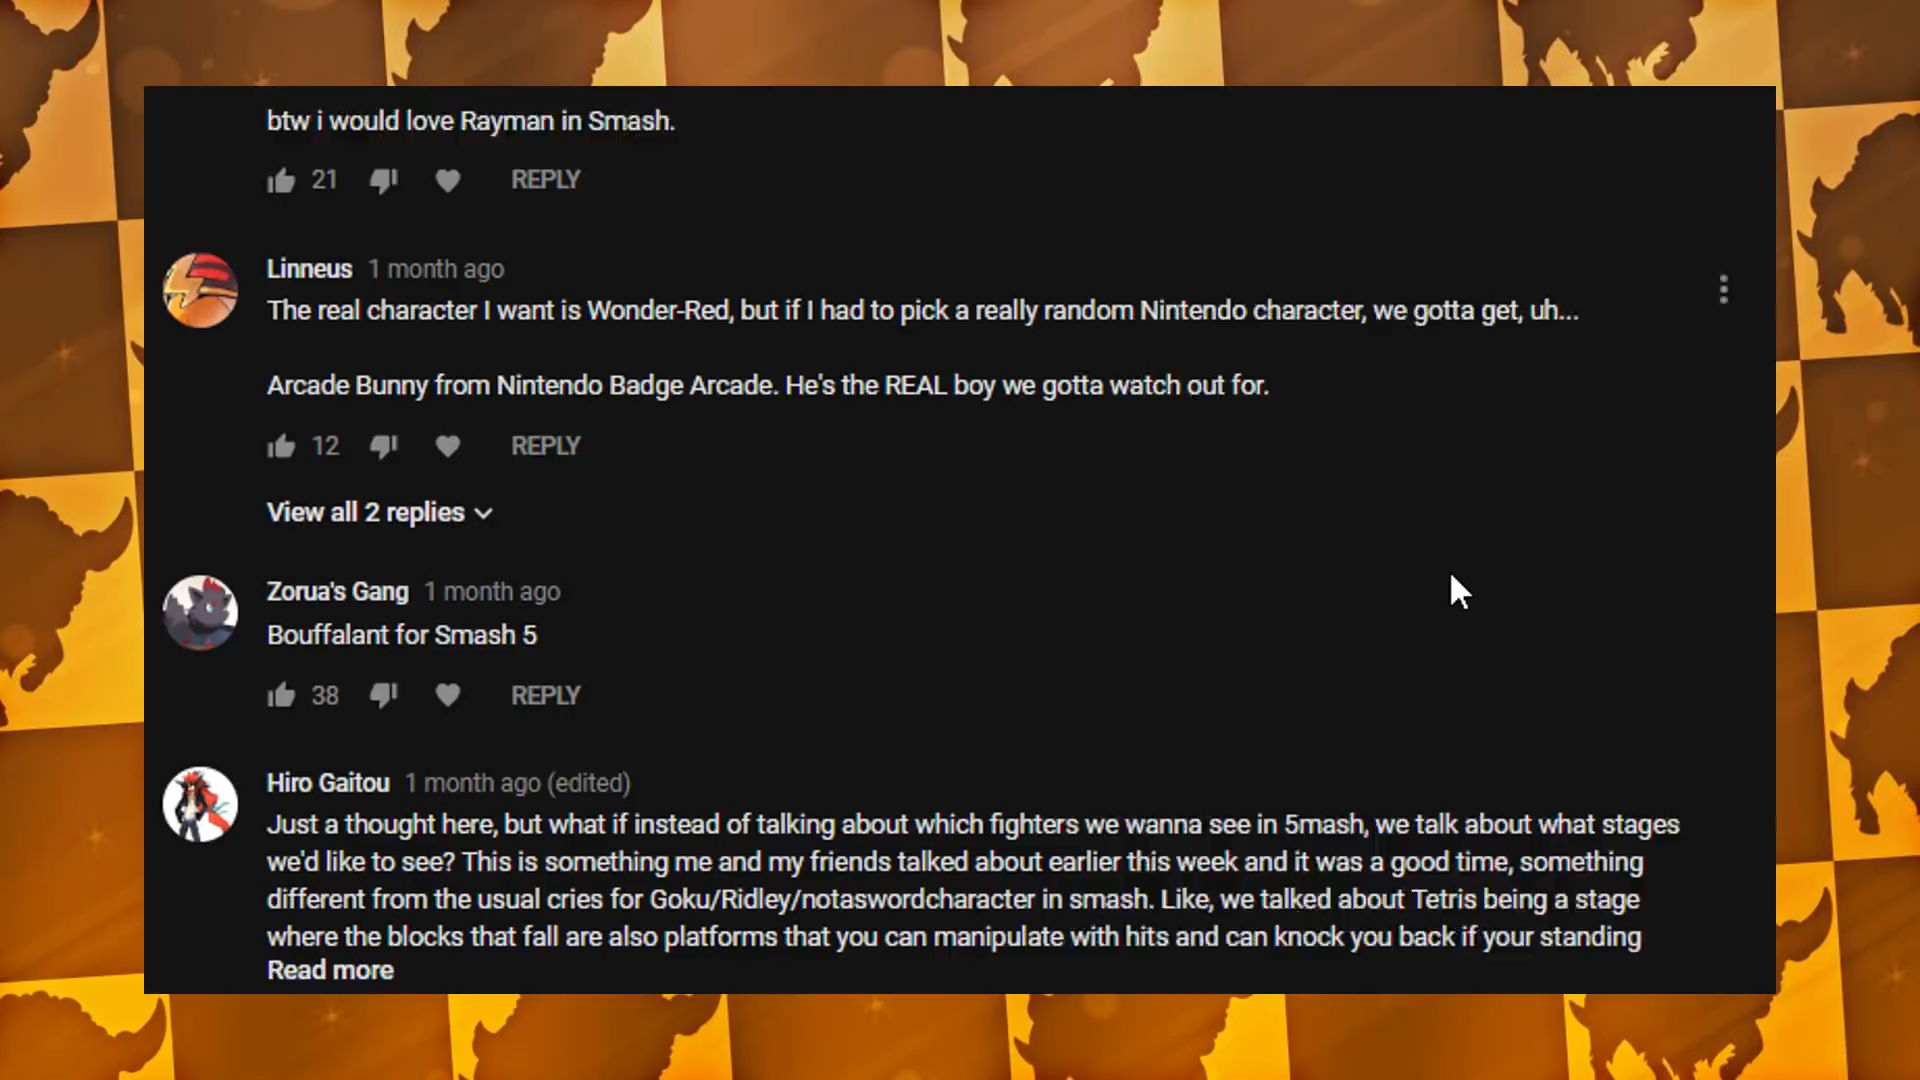 btw i would love Rayman in Smash.
21 REPLY
Linneus 1 month ago
The real character I want is Wonder-Red, but if I had to pick a really random Nintendo character, we gotta get, uh...
Arcade Bunny from Nintendo Badge Arcade. He's the REAL boy we gotta watch out for.
12 REPLY
View all 2 replies
Zorua's Gang 1 month ago
Bouffalant for Smash 5
38 REPLY
Hiro Gaitou 1 month ago (edited)
Just a thought here, but what if instead of talking about which fighters we wanna see in 5mash, we talk about what stages
we'd like to see? This is something me and my friends talked about earlier this week and it was a good time, something
different from the usual cries for Goku/Ridley/notaswordcharacter in smash. Like, we talked about Tetris being a stage
where the blocks that fall are also platforms that you can manipulate with hits and can knock you back if your standing
Read more